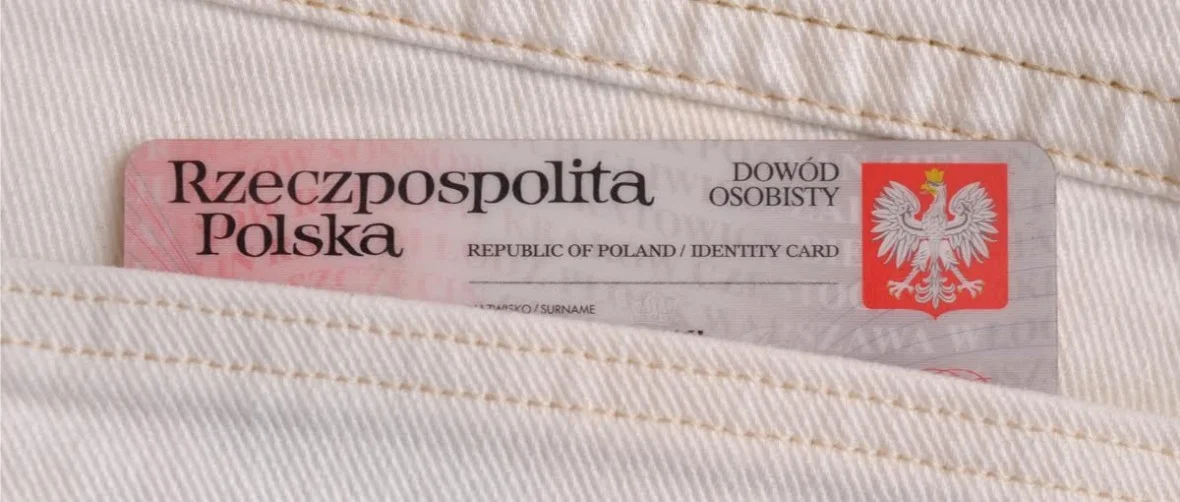 Rzeczpospolita
Polska
DOWÓD
OSOBISTY
REPUBLIC OF POLAND / IDENTITY CARD
/ SURNAME